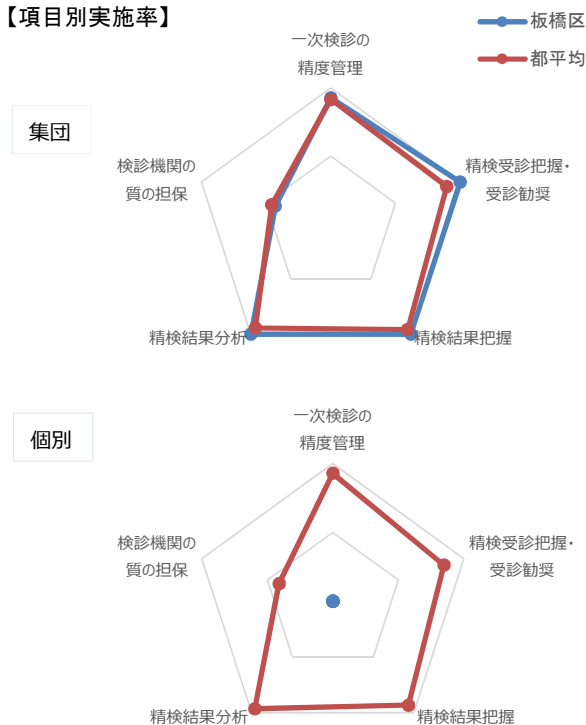 【項目別実施率】
板橋区
都平均
集団
一次検診の
精度管理
検診機関の
質の担保
精検受診把握・
受診勧奨
精検結果分析
精検結果把握
個別
一次検診の
精度管理
検診機関の
質の担保
精検受診把握・
受診勧奨
精検結果分析
精検結果把握